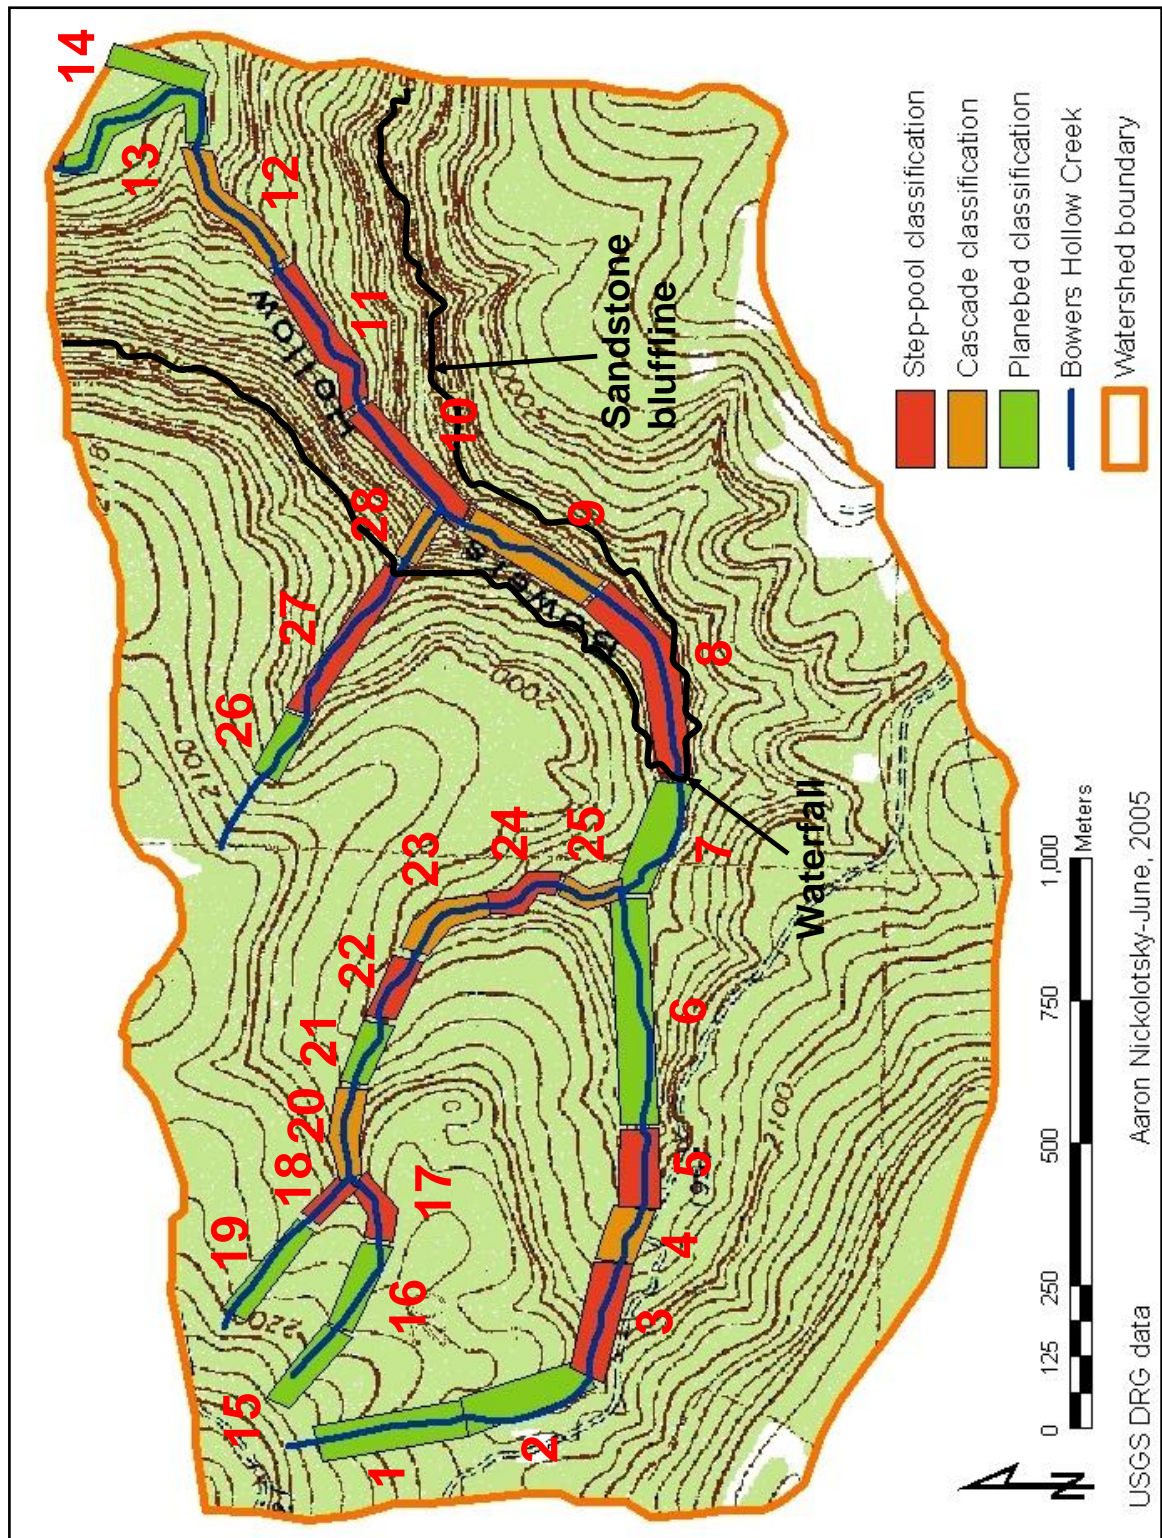 14
13
12
Hollow
11
Sandstone
bluffline
10
28
9
Bowers
27
8
26
2000
2000
2100
Waterfall
7
25
24
23
22
21
20
18
19
17
16
15
6
5
4
3
2
1
2100
Step-pool classification
Cascade classification
Planebed classification
Bowers Hollow Creek
Watershed boundary
0 125 250 500 750 1,000
Meters
N
USGS DRG data
Aaron Nickolotsky-June, 2005